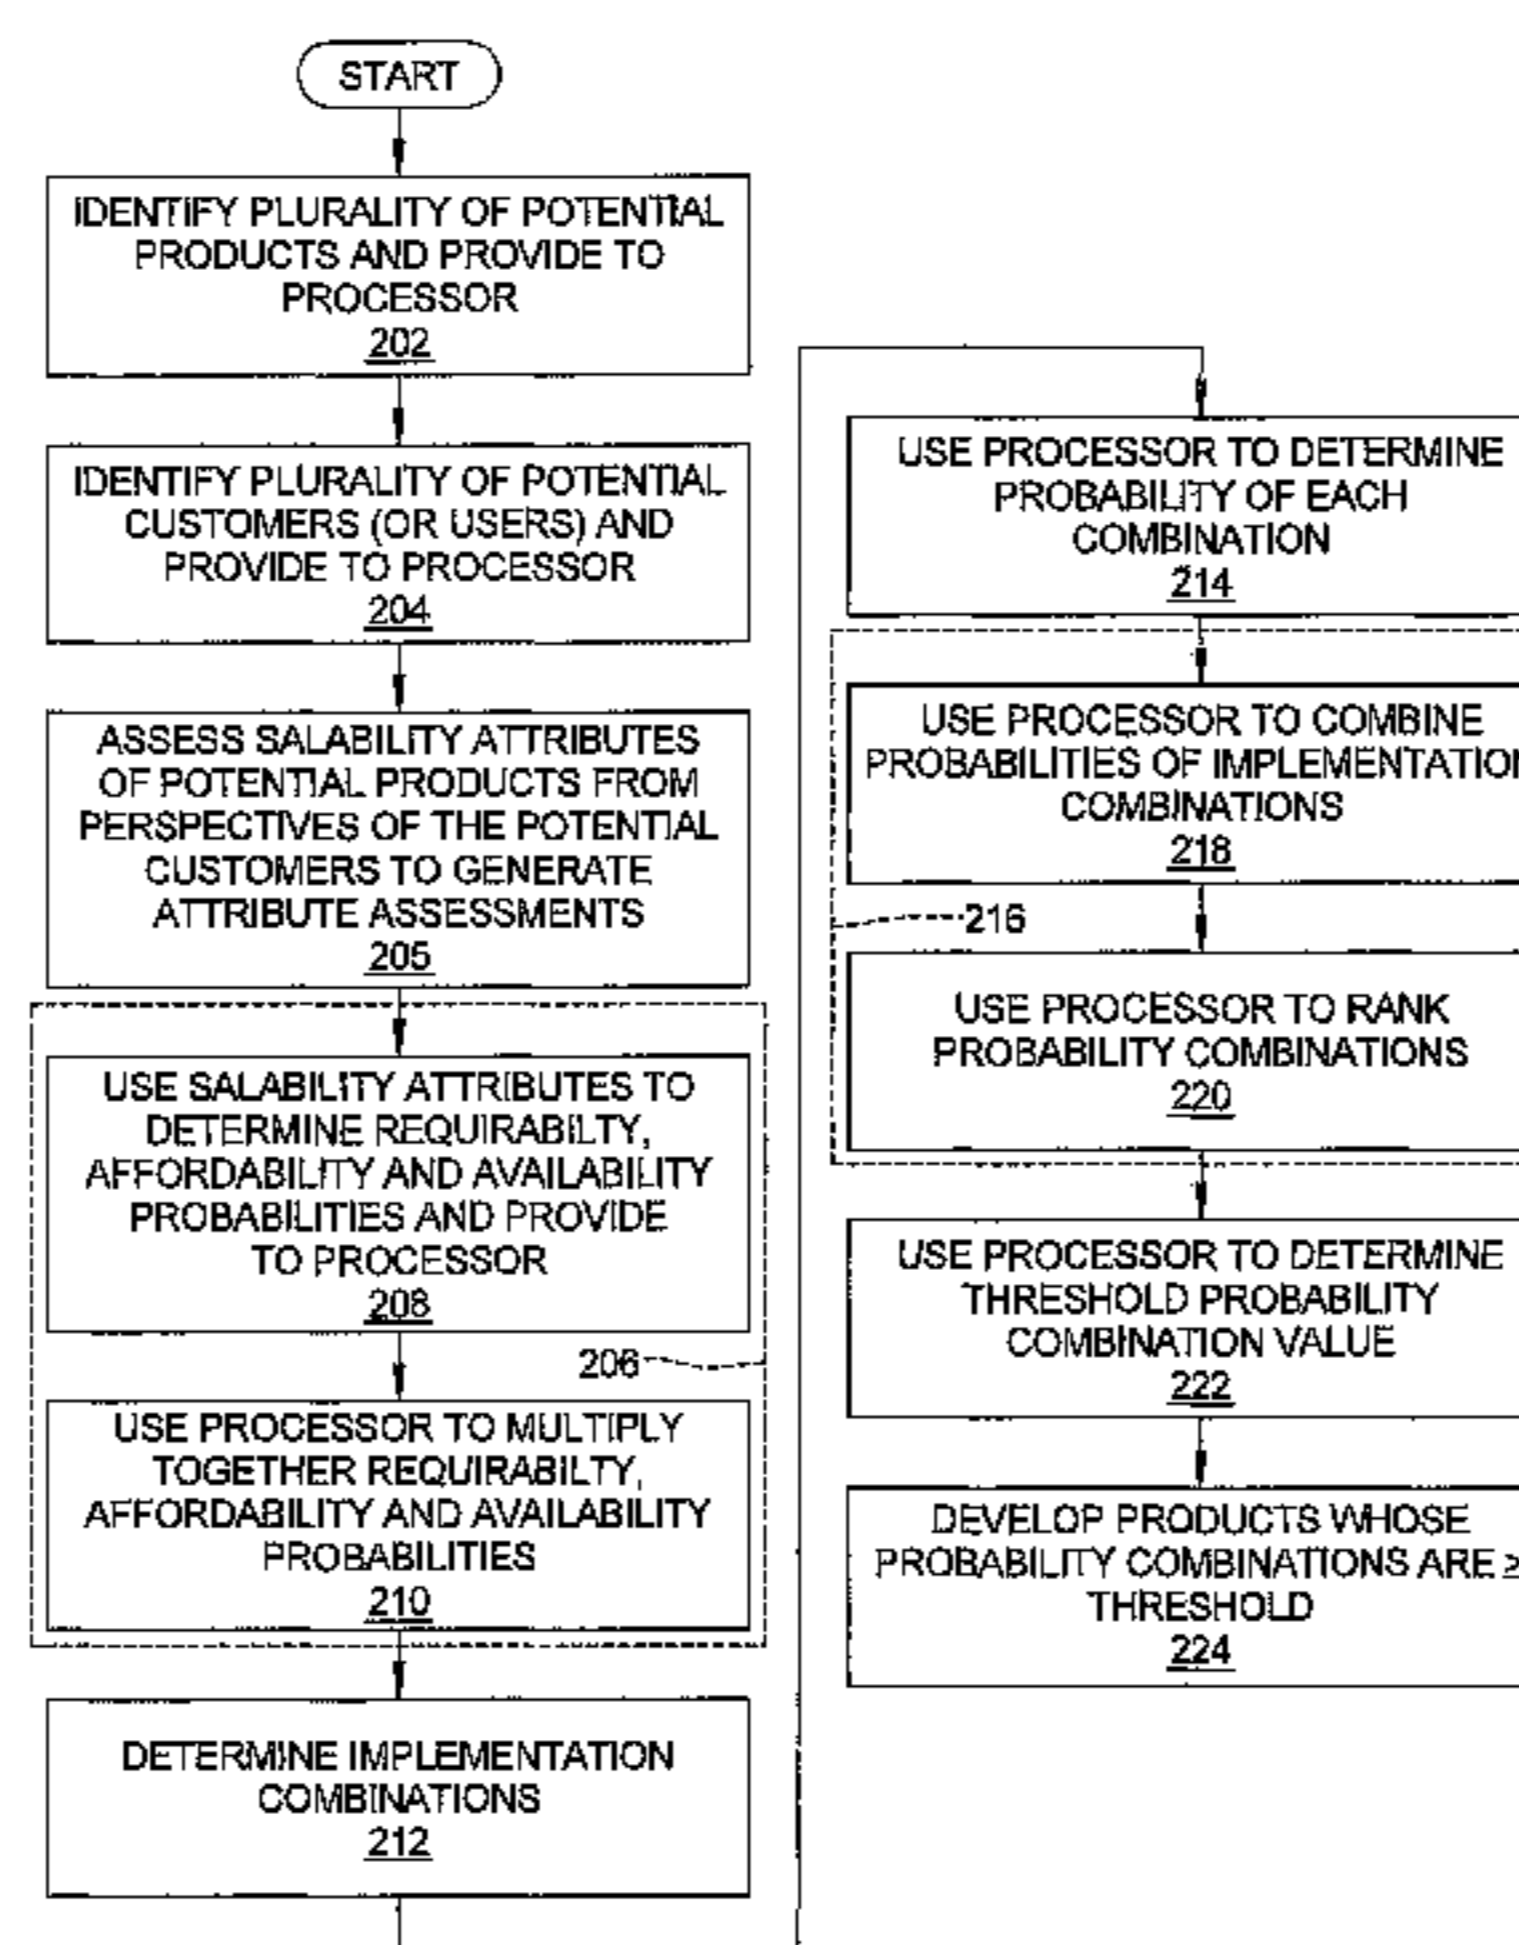 START
IDENTIFY PLURALITY OF POTENTIAL
PRODUCTS AND PROVIDE TO
PROCESSOR
202
IDENTIFY PLURALITY OF POTENTIAL
CUSTOMERS (OR USERS) AND
PROVIDE TO PROCESSOR
204
ASSESS SALABILITY ATTRIBUTES
OF POTENTIAL PRODUCTS FROM
PERSPECTIVES OF THE POTENTIAL
CUSTOMERS TO GENERATE
ATTRIBUTE ASSESSMENTS
205
USE SALABILITY ATTRIBUTES TO
DETERMINE REQUIRABILTY,
AFFORDABILITY AND AVAILABILITY
PROBABILITIES AND PROVIDE
TO PROCESSOR
208
206
USE PROCESSOR TO MULTIPLY
TOGETHER REQUIRABILTY,
AFFORDABILITY AND AVAILABILITY
PROBABILITIES
210
DETERMINE IMPLEMENTATION
COMBINATIONS
212
USE PROCESSOR TO DETERMINE
PROBABILITY OF EACH
COMBINATION
214
USE PROCESSOR TO COMBINE
PROBABILITIES OF IMPLEMENTATION
COMBINATIONS
218
216
USE PROCESSOR TO RANK
PROBABILITY COMBINATIONS
220
USE PROCESSOR TO DETERMINE
THRESHOLD PROBABILITY
COMBINATION VALUE
222
DEVELOP PRODUCTS WHOSE
PROBABILITY COMBINATIONS ARE ≥
THRESHOLD
224